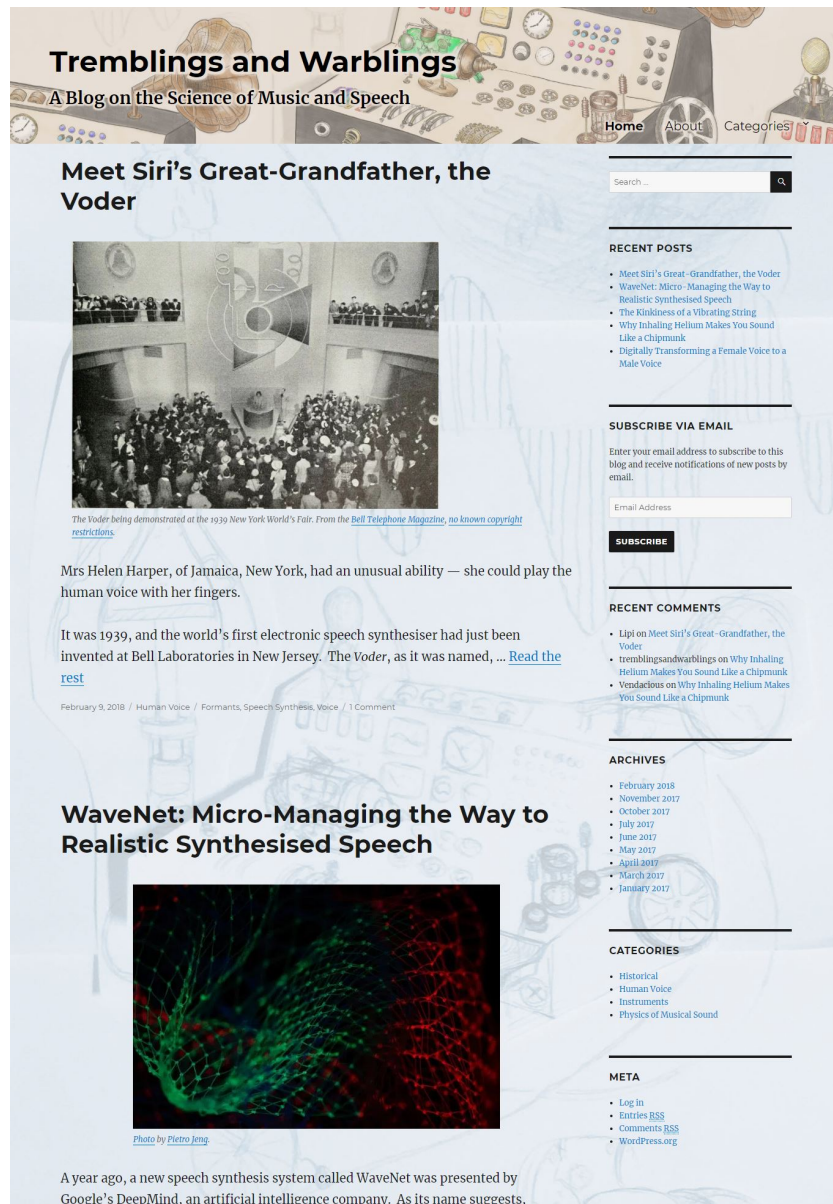 Tremblings and Warblings
A Blog on the Science of Music and Speech
Home About Categories
Meet Siri's Great-Grandfather, the
Voder
The Voder being demonstrated at the 1939 New York World's Fair. From the Bell Telephone Magazine, no known copyright
restrictions.
Mrs Helen Harper, of Jamaica, New York, had an unusual ability — she could play the
human voice with her fingers.
It was 1939, and the world's first electronic speech synthesiser had just been
invented at Bell Laboratories in New Jersey. The Voder, as it was named, ... Read the
rest
February 9, 2018 / Human Voice / Formants, Speech Synthesis, Voice / 1 Comment
WaveNet: Micro-Managing the Way to
Realistic Synthesised Speech
Photo by Pietro Jeng.
A year ago, a new speech synthesis system called WaveNet was presented by
Google's DeepMind, an artificial intelligence company. As its name suggests,
Search ...
RECENT POSTS
Meet Siri's Great-Grandfather, the Voder
WaveNet: Micro-Managing the Way to
Realistic Synthesised Speech
The Kinkiness of a Vibrating String
Why Inhaling Helium Makes You Sound
Like a Chipmunk
Digitally Transforming a Female Voice to a
Male Voice
SUBSCRIBE VIA EMAIL
Enter your email address to subscribe to this
blog and receive notifications of new posts by
email.
Email Address
SUBSCRIBE
RECENT COMMENTS
Lipi on Meet Siri's Great-Grandfather, the
Voder
tremblingsandwarblings on Why Inhaling
Helium Makes You Sound Like a Chipmunk
Vendacious on Why Inhaling Helium Makes
You Sound Like a Chipmunk
ARCHIVES
February 2018
November 2017
October 2017
July 2017
June 2017
May 2017
April 2017
March 2017
January 2017
CATEGORIES
Historical
Human Voice
Instruments
Physics of Musical Sound
META
Log in
Entries RSS
Comments RSS
WordPress.org